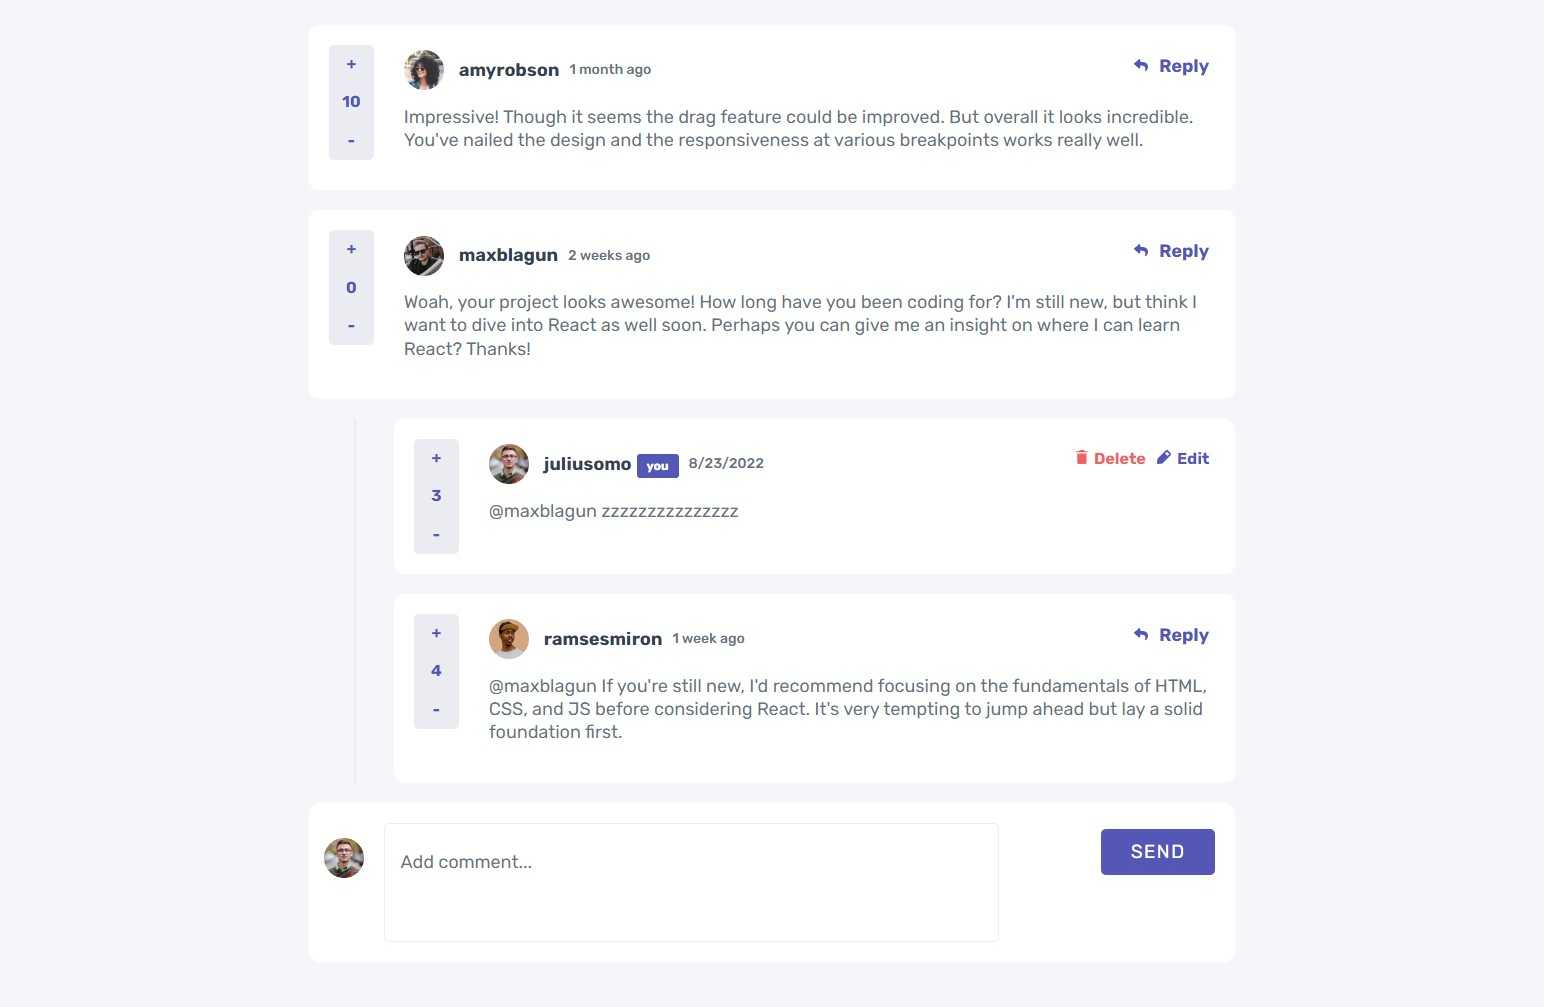 +
10
-
amyrobson 1 month ago
Reply
Impressive! Though it seems the drag feature could be improved. But overall it looks incredible.
You've nailed the design and the responsiveness at various breakpoints works really well.
+
0
-
maxblagun 2 weeks ago
Reply
Woah, your project looks awesome! How long have you been coding for? I'm still new, but think I
want to dive into React as well soon. Perhaps you can give me an insight on where I can learn
React? Thanks!
+
3
-
juliusomo you 8/23/2022
Delete Edit
@maxblagun zzzzzzzzzzzzzzz
+
4
-
ramsesmiron 1 week ago
Reply
@maxblagun If you're still new, I'd recommend focusing on the fundamentals of HTML,
CSS, and JS before considering React. It's very tempting to jump ahead but lay a solid
foundation first.
Add comment...
SEND